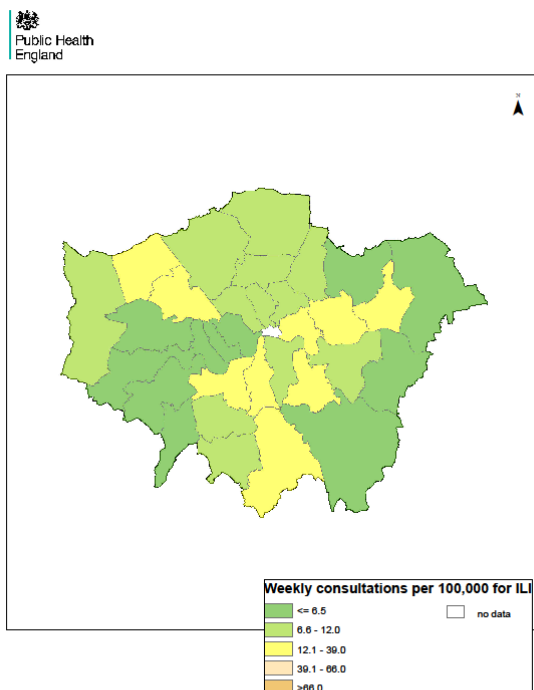 Public Health
England
N
Weekly consultations per 100,000 for ILI
<= 6.5
no data
6.6 - 12.0
12.1 - 39.0
39.1 - 66.0
>66.0